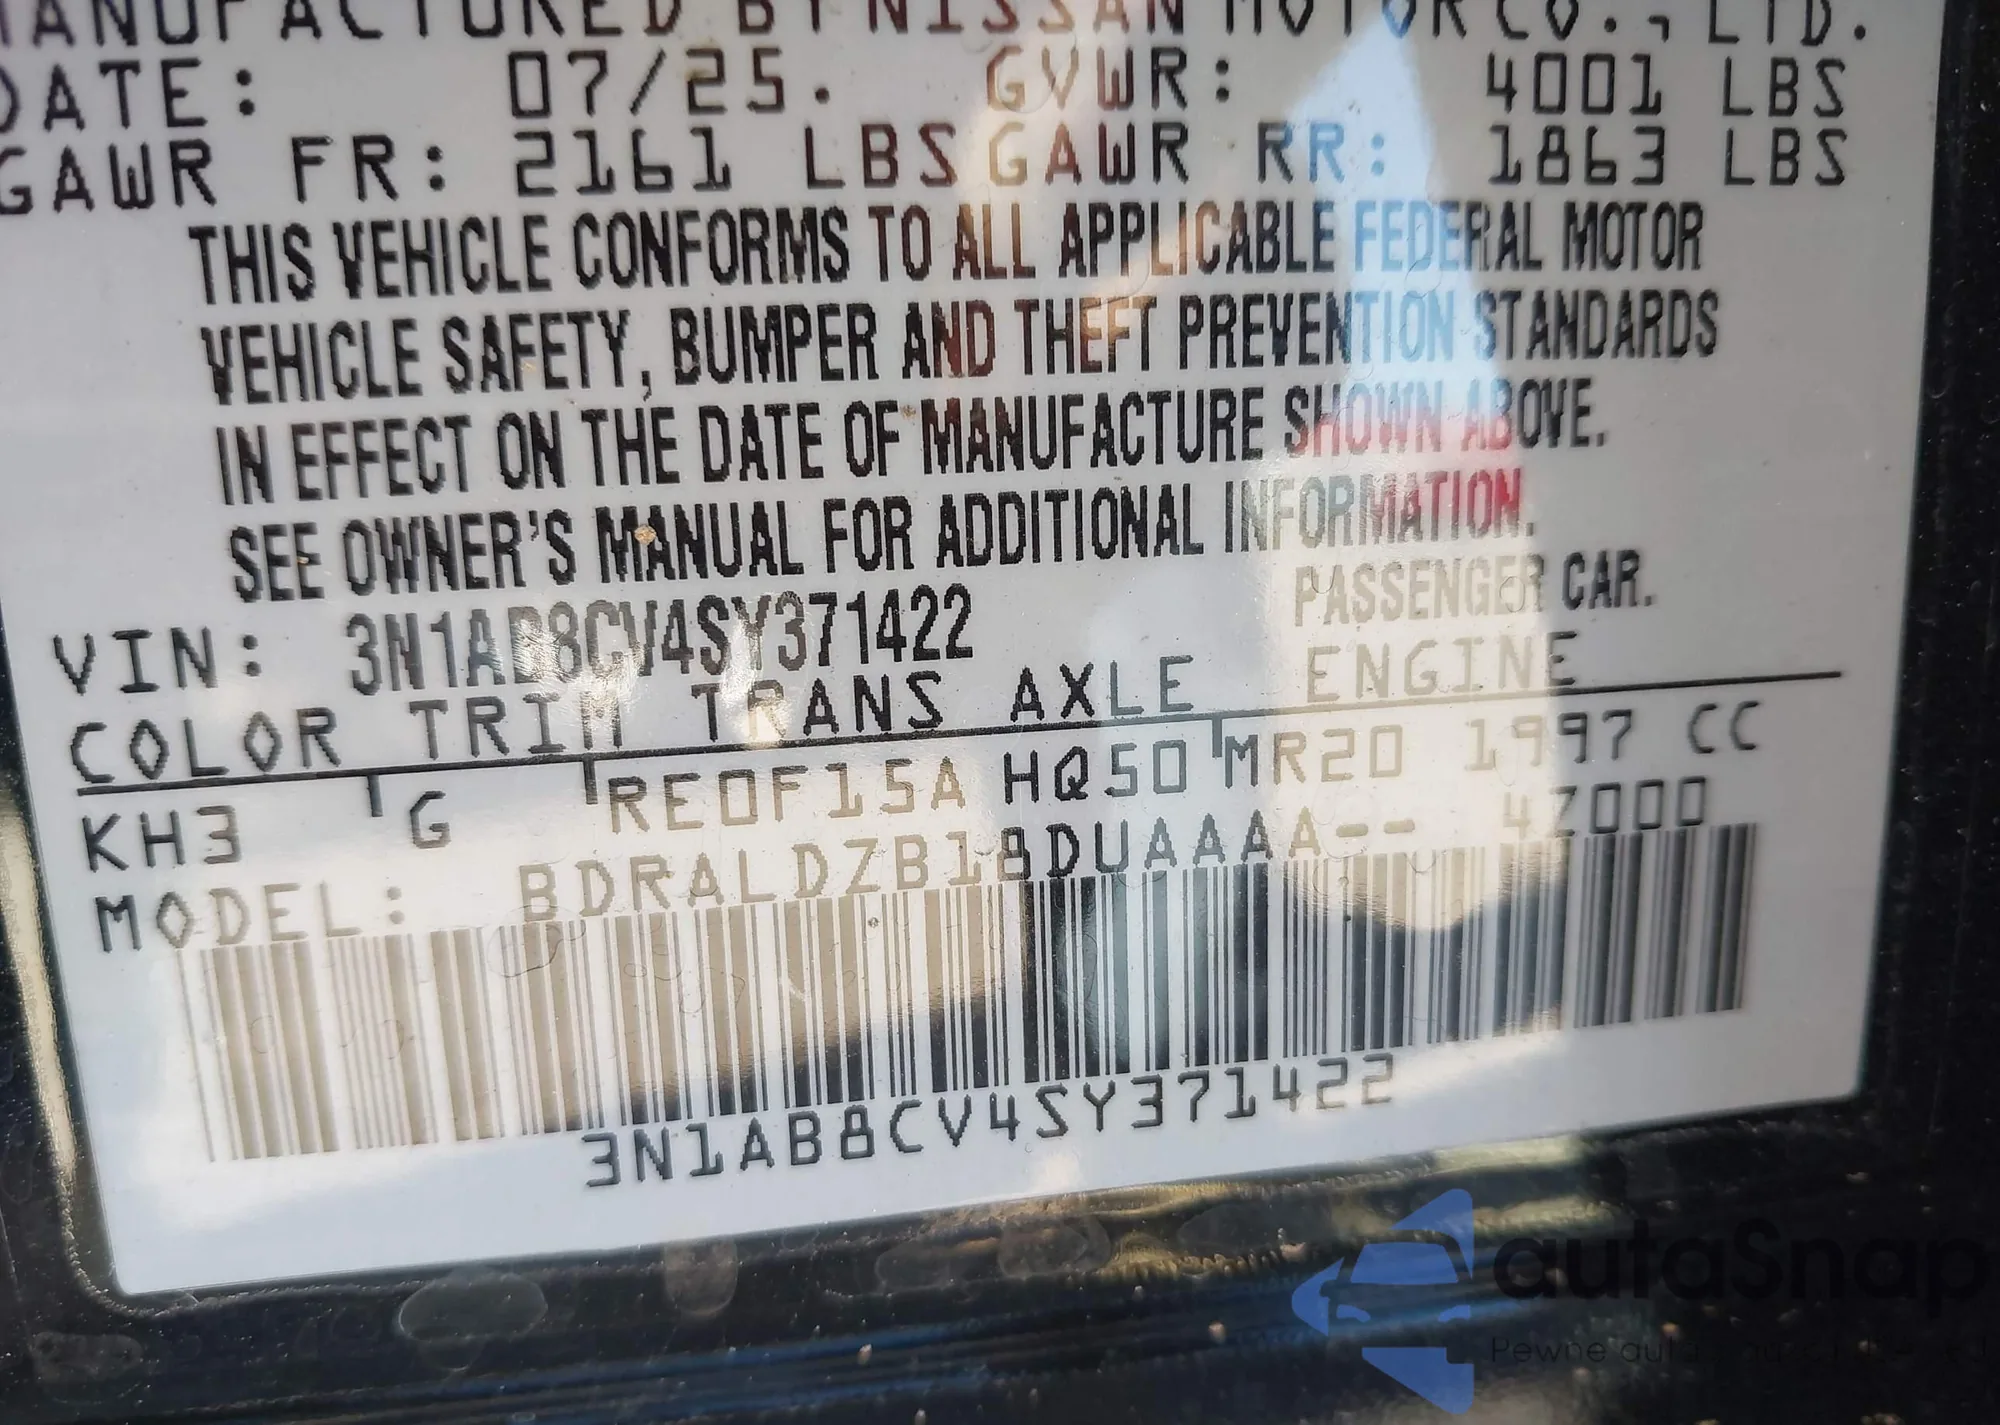 MANUFACTURED BY NISSAN MOTOR CO., LTD.
DATE: 07/25. GVWR: 4001 LBS
GAWR FR: 2161 LBS GAWR RR: 1863 LBS
THIS VEHICLE CONFORMS TO ALL APPLICABLE FEDERAL MOTOR
VEHICLE SAFETY, BUMPER AND THEFT PREVENTION STANDARDS
IN EFFECT ON THE DATE OF MANUFACTURE SHOWN ABOVE.
SEE OWNER'S MANUAL FOR ADDITIONAL INFORMATION.
PASSENGER CAR.
VIN: 3N1AB8CV4SY371422
COLOR TRIM TRANS AXLE ENGINE
KH3 G RE0F15A HQ50 MR20 1997 CC
MODEL: BDRALDZB18DUAAAA-- 4Z000
3N1AB8CV4SY371422
autaSnap
Pewne auta